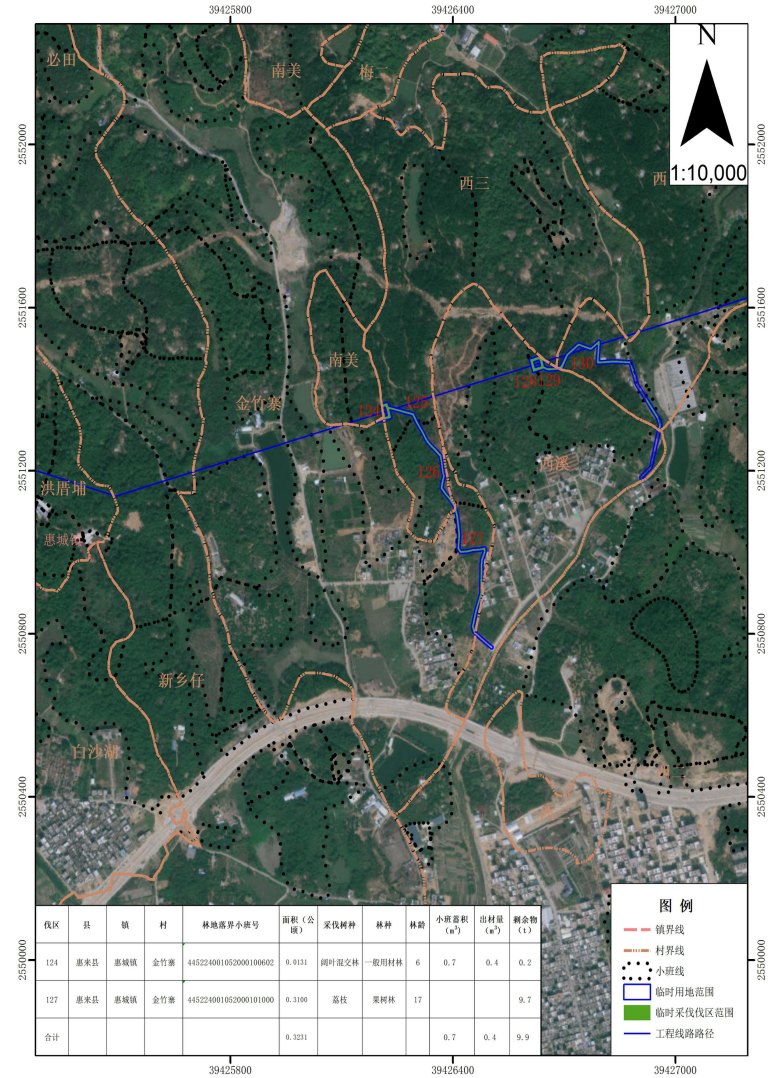 39425800 39426400 39427000
必田 南美 梅二
N
1:10,000
2552000 2552000
西三 西
2551600 2551600
南美
130
128 129
124 125
金竹寨
126 西溪
2551200 2551200
洪厝埔
惠城镇
127
2550800 2550800
新乡仔
白沙湖
2550400 2550400
伐区 县 镇 村 林地落界小班号 面积（公顷） 采伐树种 林种 林龄 小班蓄积（m³） 出材量（m³） 剩余物（t）
124 惠来县 惠城镇 金竹寨 445224001052000100602 0.0131 阔叶混交林 一般用材林 6 0.7 0.4 0.2
127 惠来县 惠城镇 金竹寨 445224001052000101000 0.3100 荔枝 果树林 17 9.7
合计 0.3231 0.7 0.4 9.9
2550000 2550000
图 例
镇界线
村界线
小班线
临时用地范围
临时采伐伐区范围
工程线路路径
39425800 39426400 39427000